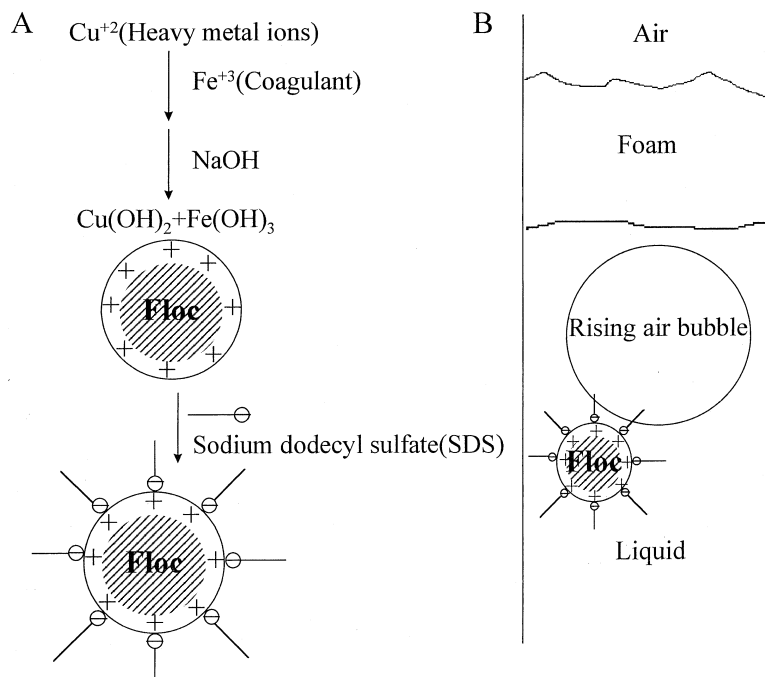 A
Cu⁺²(Heavy metal ions)
Fe⁺³(Coagulant)
NaOH
Cu(OH)₂+Fe(OH)₃
+ + + + + + + +
Floc
Sodium dodecyl sulfate(SDS)
+ + + + + + + +
Floc
B
Air
Foam
Rising air bubble
+ + + + + + + +
Floc
Liquid